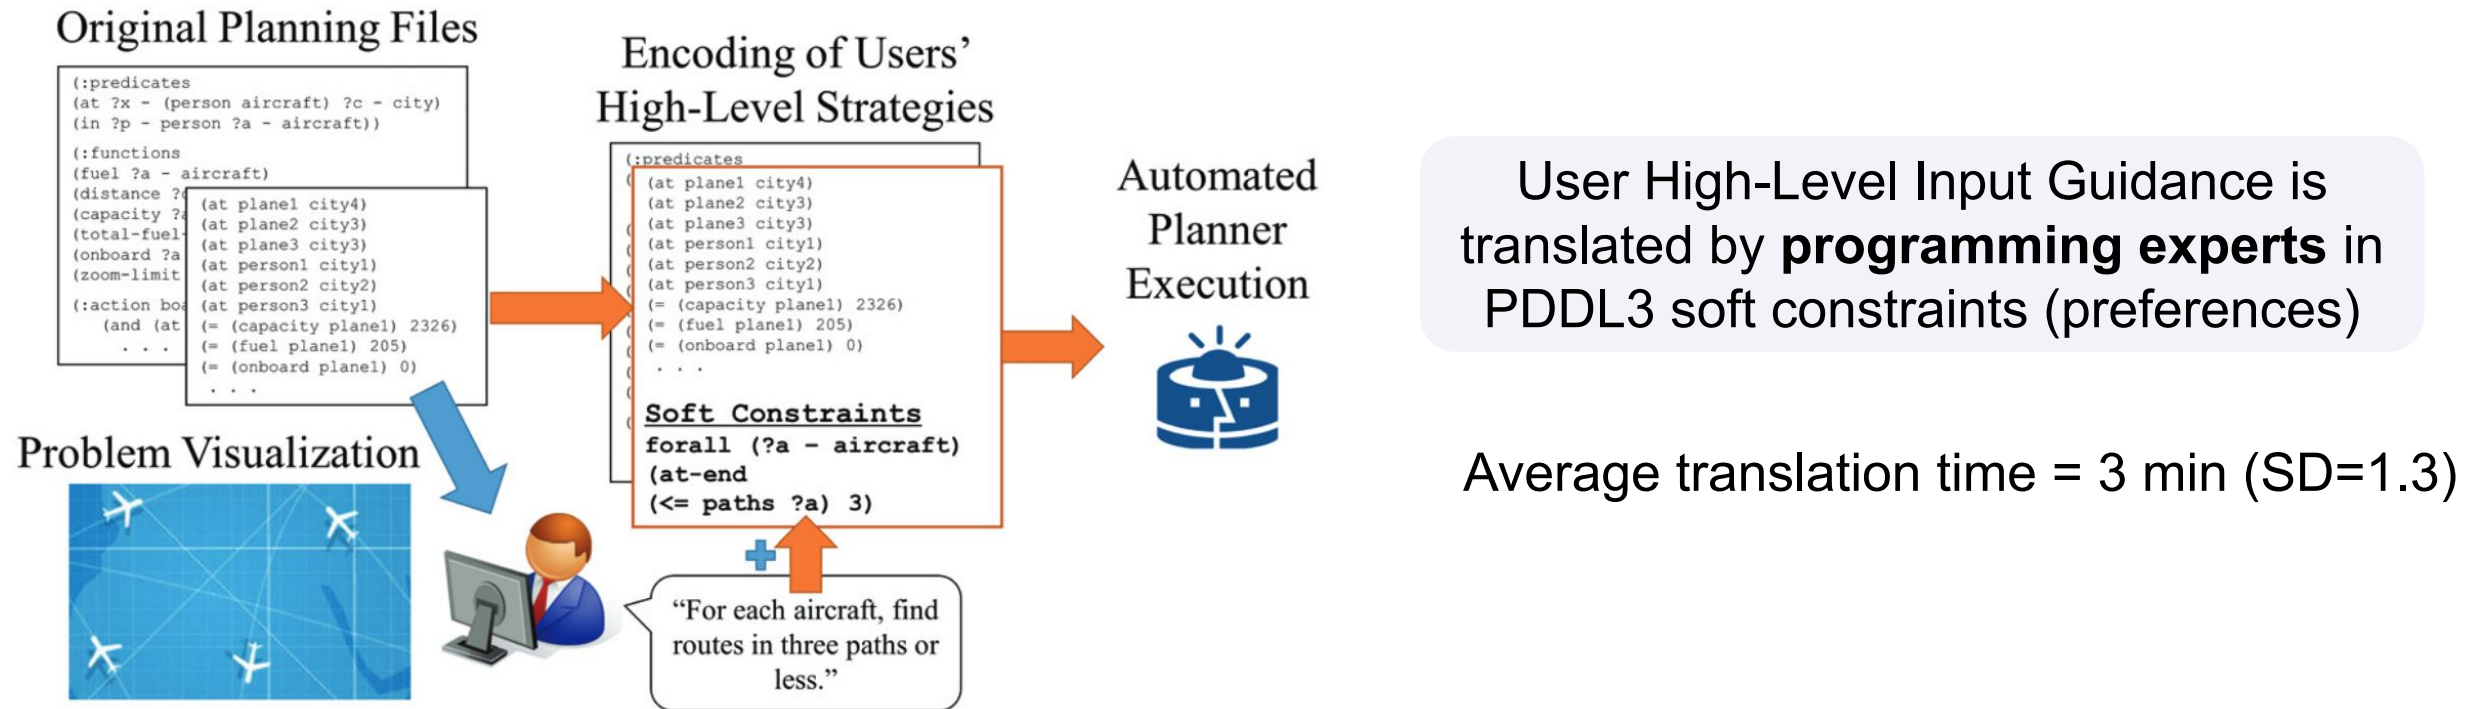 Original Planning Files
(:predicates
(at ?x - (person aircraft) ?c - city)
(in ?p - person ?a - aircraft))
(:functions
(fuel ?a - aircraft)
(distance ?c
(capacity ?a
(total-fuel-
(onboard ?a
(zoom-limit
(:action boa
(and (at
. . .
(at plane1 city4)
(at plane2 city3)
(at plane3 city3)
(at person1 city1)
(at person2 city2)
(at person3 city1)
(= (capacity plane1) 2326)
(= (fuel plane1) 205)
(= (onboard plane1) 0)
. . .
Problem Visualization
Encoding of Users’
High-Level Strategies
(:predicates
(at plane1 city4)
(at plane2 city3)
(at plane3 city3)
(at person1 city1)
(at person2 city2)
(at person3 city1)
(= (capacity plane1) 2326)
(= (fuel plane1) 205)
(= (onboard plane1) 0)
. . .
Soft Constraints
forall (?a – aircraft)
(at-end
(<= paths ?a) 3)
“For each aircraft, find
routes in three paths or
less.”
Automated
Planner
Execution
User High-Level Input Guidance is
translated by programming experts in
PDDL3 soft constraints (preferences)
Average translation time = 3 min (SD=1.3)